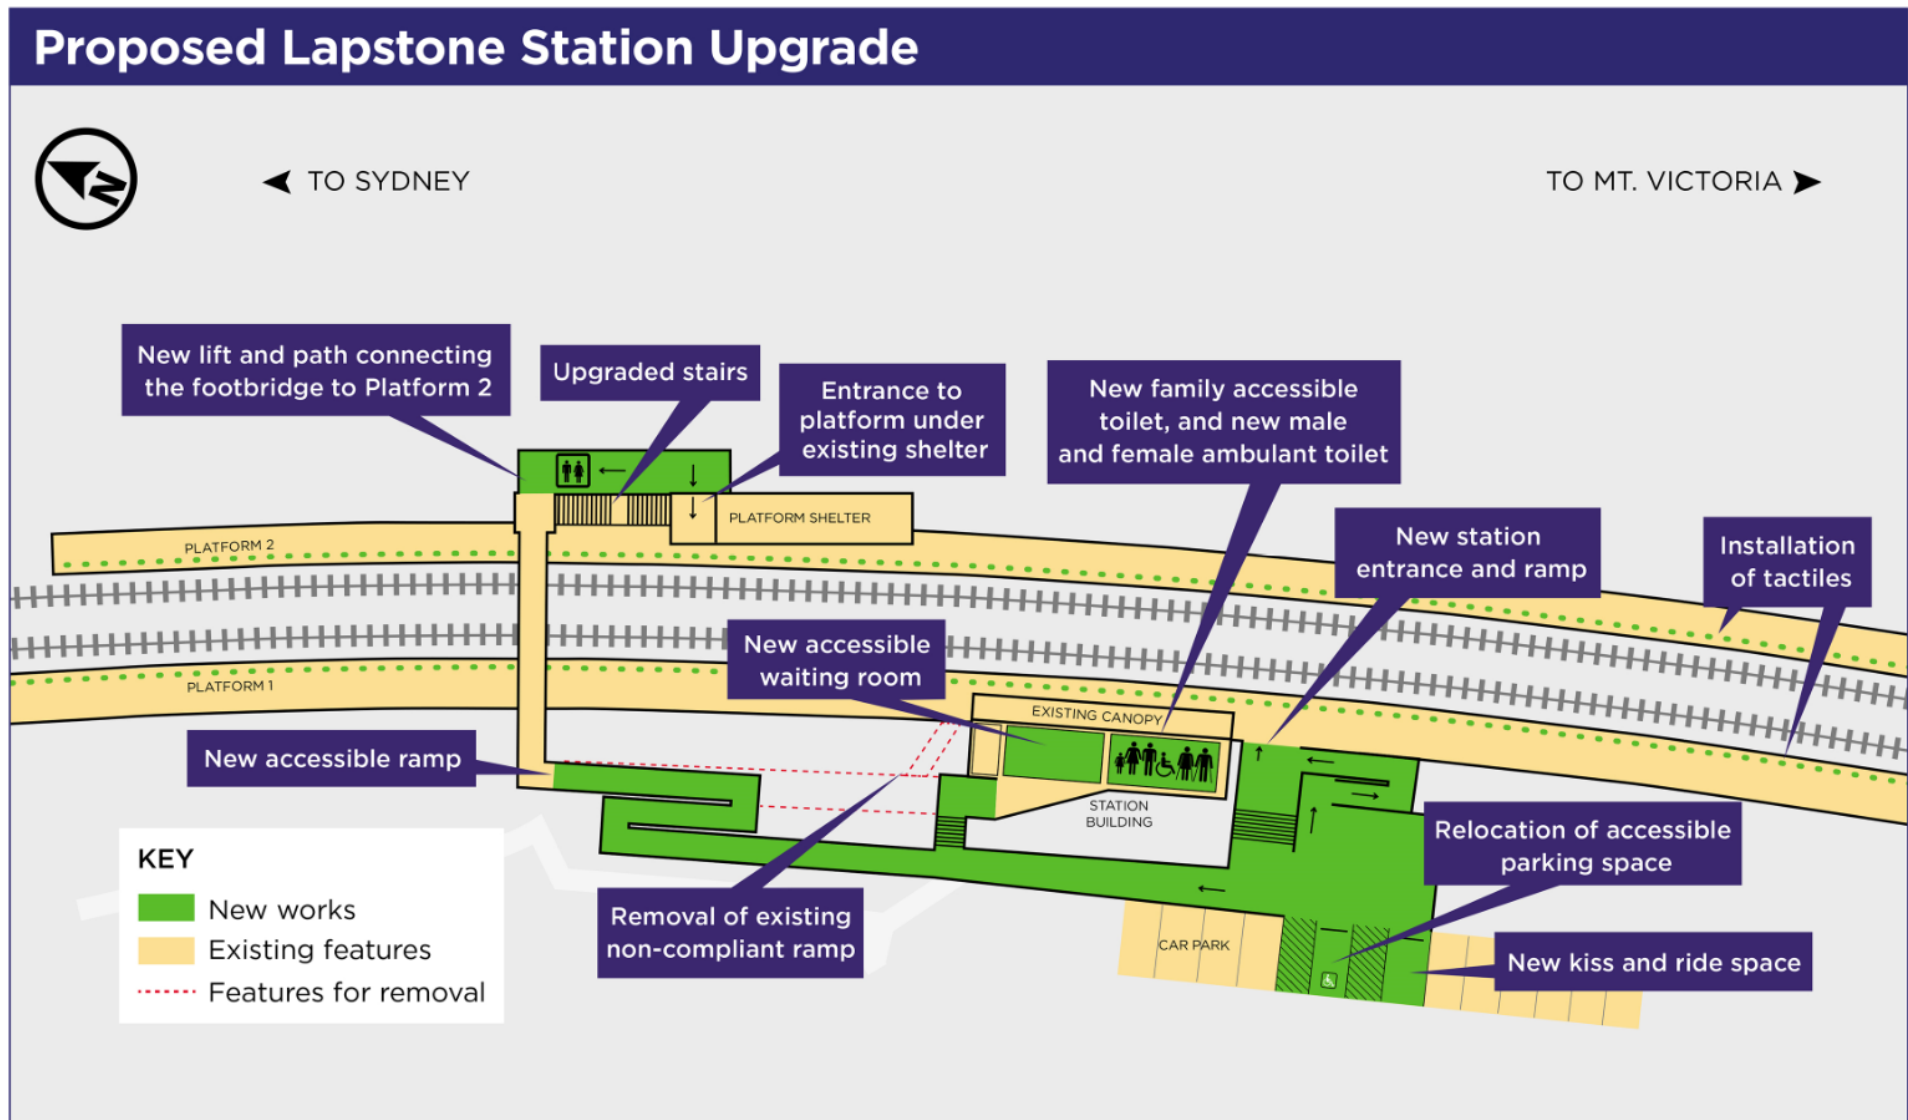 Proposed Lapstone Station Upgrade
N
TO SYDNEY
TO MT. VICTORIA
New lift and path connecting
the footbridge to Platform 2
Upgraded stairs
Entrance to
platform under
existing shelter
New family accessible
toilet, and new male
and female ambulant toilet
New station
entrance and ramp
Installation
of tactiles
PLATFORM SHELTER
PLATFORM 2
New accessible
waiting room
PLATFORM 1
EXISTING CANOPY
New accessible ramp
STATION
BUILDING
Relocation of accessible
parking space
KEY
New works
Existing features
Features for removal
Removal of existing
non-compliant ramp
CAR PARK
New kiss and ride space